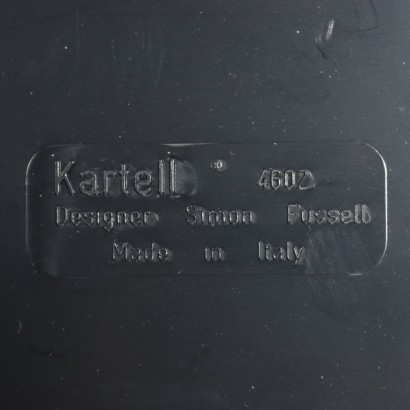 Kartell ® 4602
Designer Simon Fussell
Made in Italy